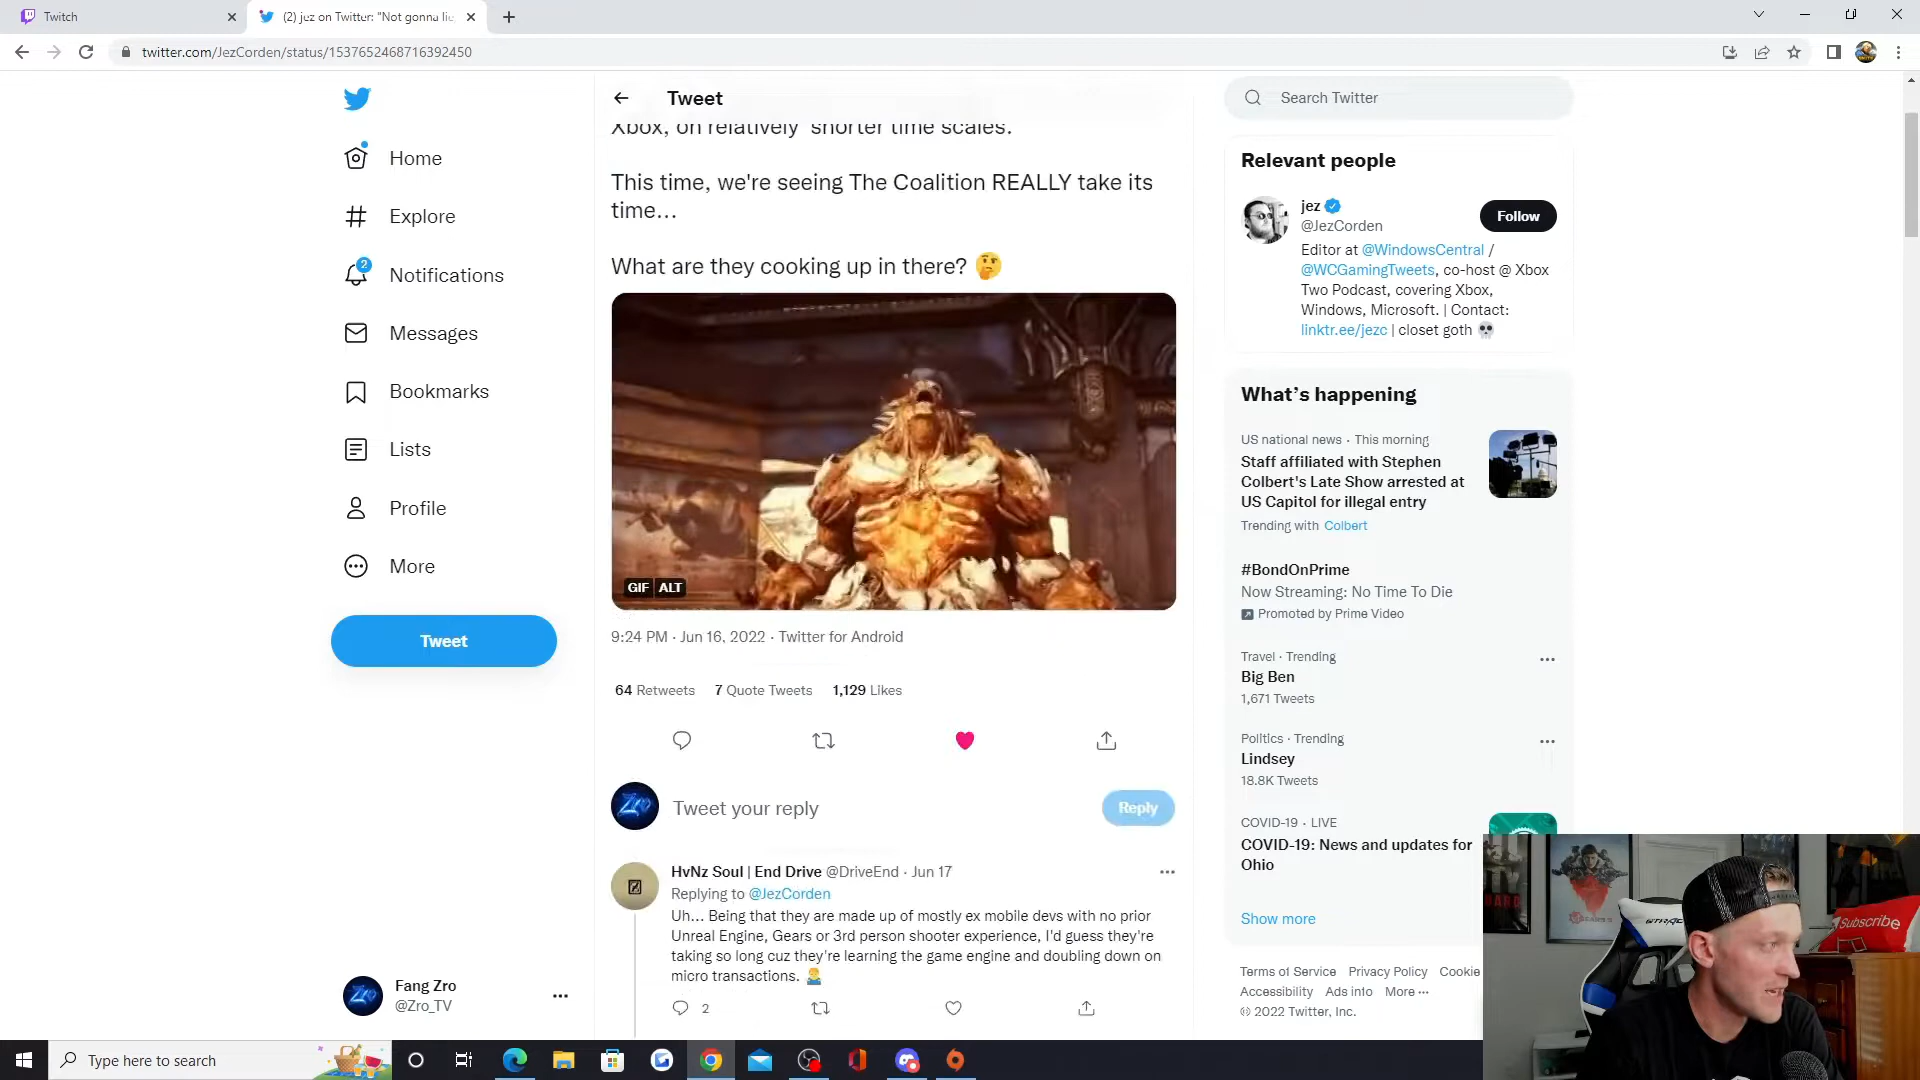 Twitch
(2) jez on Twitter: "Not gonna lie
twitter.com/JezCorden/status/1537652468716392450
Home
Explore
2
Notifications
Messages
Bookmarks
Lists
Profile
More
Tweet
Fang Zro
@Zro_TV
Tweet
Xbox, on relatively shorter time scales.
This time, we're seeing The Coalition REALLY take its
time...
What are they cooking up in there? 🤔
GIF ALT
9:24 PM · Jun 16, 2022 · Twitter for Android
64 Retweets 7 Quote Tweets 1,129 Likes
Zro
Tweet your reply
Reply
HvNz Soul | End Drive @DriveEnd · Jun 17
Replying to @JezCorden
Uh... Being that they are made up of mostly ex mobile devs with no prior
Unreal Engine, Gears or 3rd person shooter experience, I'd guess they're
taking so long cuz they're learning the game engine and doubling down on
micro transactions. 🤷‍♂️
2
Search Twitter
Relevant people
jez
@JezCorden
Follow
Editor at @WindowsCentral /
@WCGamingTweets, co-host @ Xbox
Two Podcast, covering Xbox,
Windows, Microsoft. | Contact:
linktr.ee/jezc | closet goth 💀
What's happening
US national news · This morning
Staff affiliated with Stephen
Colbert's Late Show arrested at
US Capitol for illegal entry
Trending with Colbert
#BondOnPrime
Now Streaming: No Time To Die
Promoted by Prime Video
Travel · Trending
Big Ben
1,671 Tweets
Politics · Trending
Lindsey
18.8K Tweets
COVID-19 · LIVE
COVID-19: News and updates for
Ohio
Show more
Terms of Service Privacy Policy Cookie
Accessibility Ads info More ···
© 2022 Twitter, Inc.
Subscribe
Type here to search